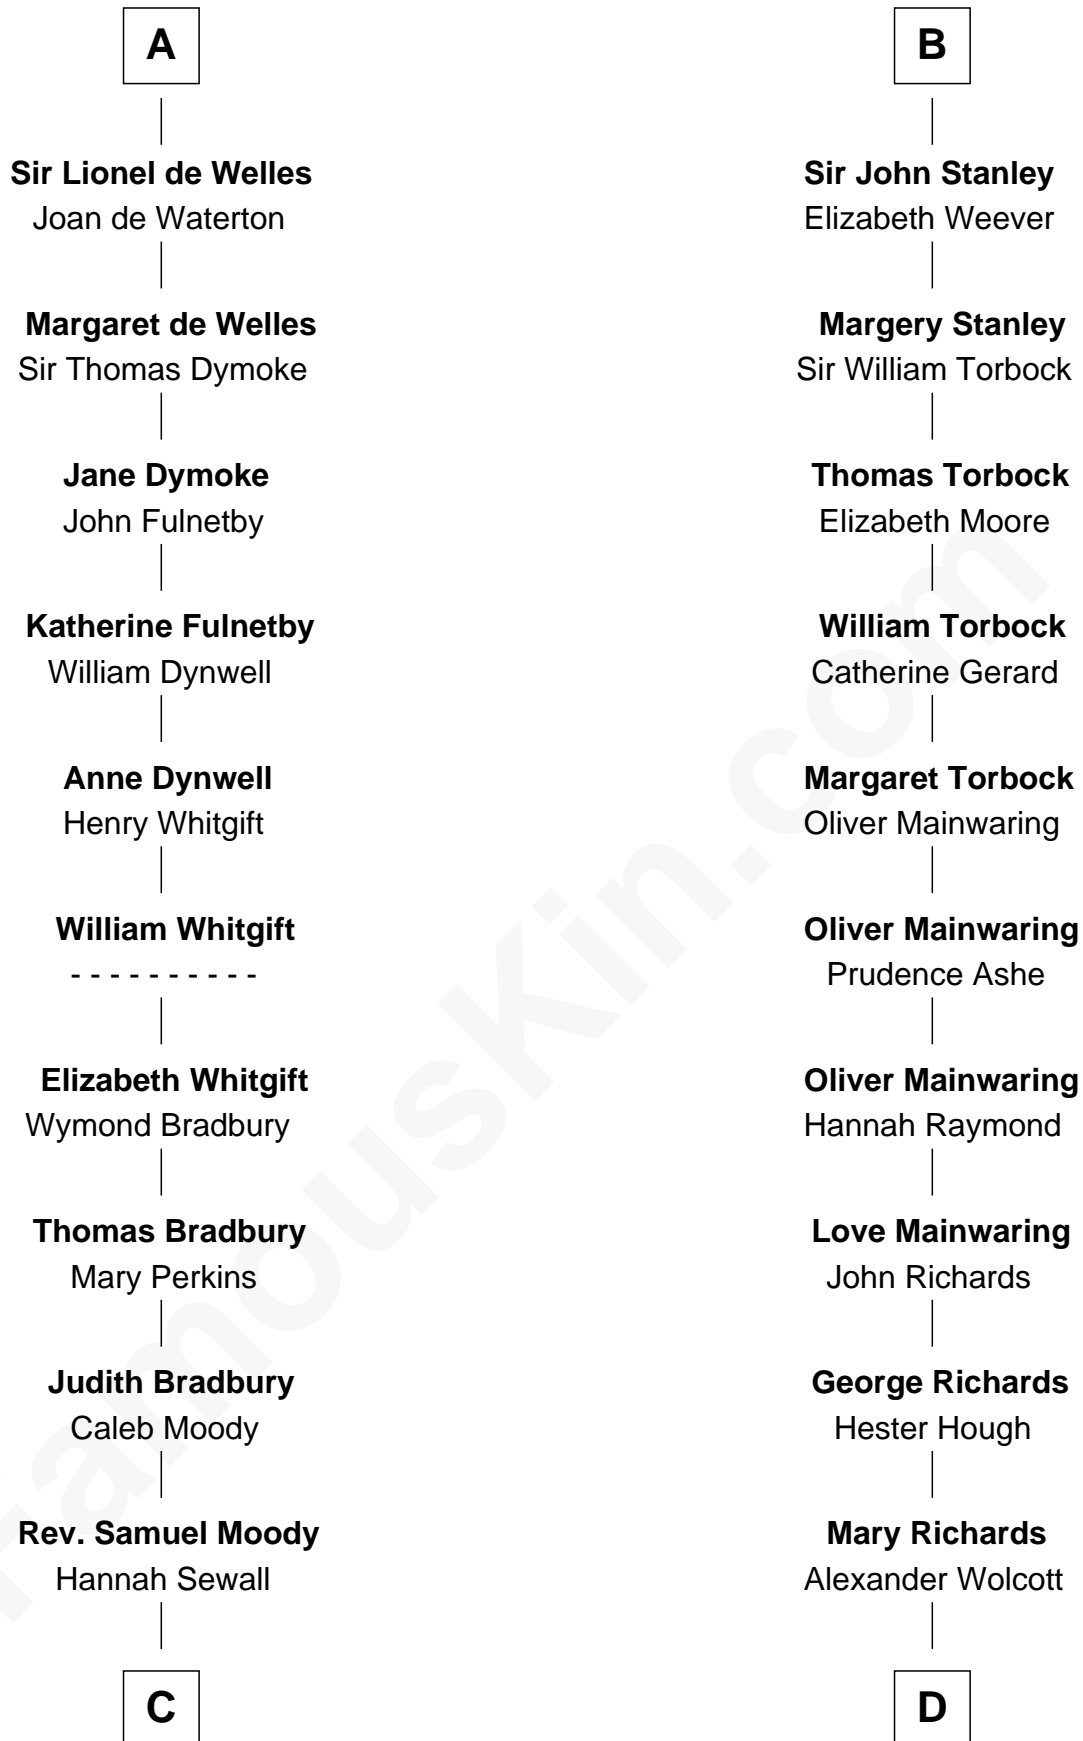 A
Sir Lionel de Welles
Joan de Waterton
Margaret de Welles
Sir Thomas Dymoke
Jane Dymoke
John Fulnetby
Katherine Fulnetby
William Dynwell
Anne Dynwell
Henry Whitgift
William Whitgift
- - - - - - - - - -
Elizabeth Whitgift
Wymond Bradbury
Thomas Bradbury
Mary Perkins
Judith Bradbury
Caleb Moody
Rev. Samuel Moody
Hannah Sewall
C
B
Sir John Stanley
Elizabeth Weever
Margery Stanley
Sir William Torbock
Thomas Torbock
Elizabeth Moore
William Torbock
Catherine Gerard
Margaret Torbock
Oliver Mainwaring
Oliver Mainwaring
Prudence Ashe
Oliver Mainwaring
Hannah Raymond
Love Mainwaring
John Richards
George Richards
Hester Hough
Mary Richards
Alexander Wolcott
D
FamousKin.com